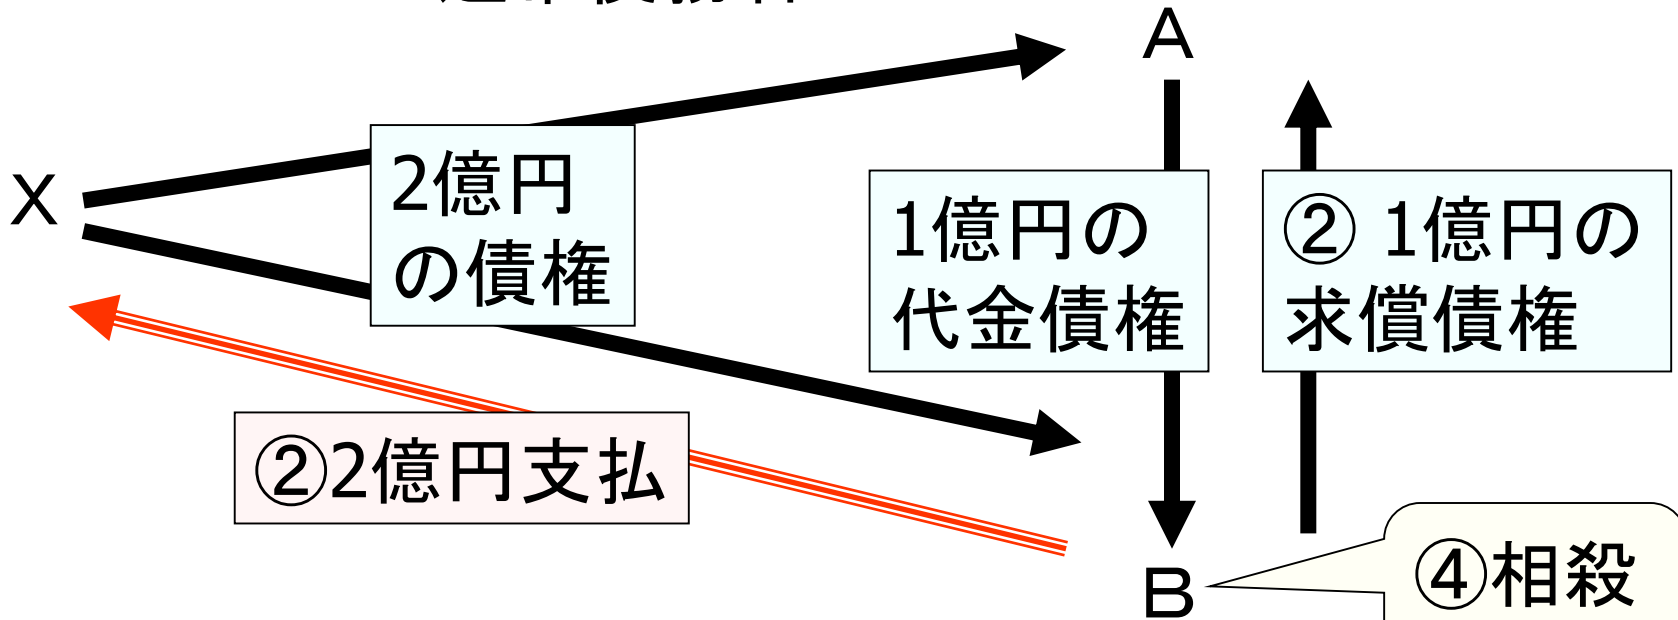 A
X
2億円
の債権
1億円の
代金債権
② 1億円の
求償債権
②2億円支払
④相殺
B